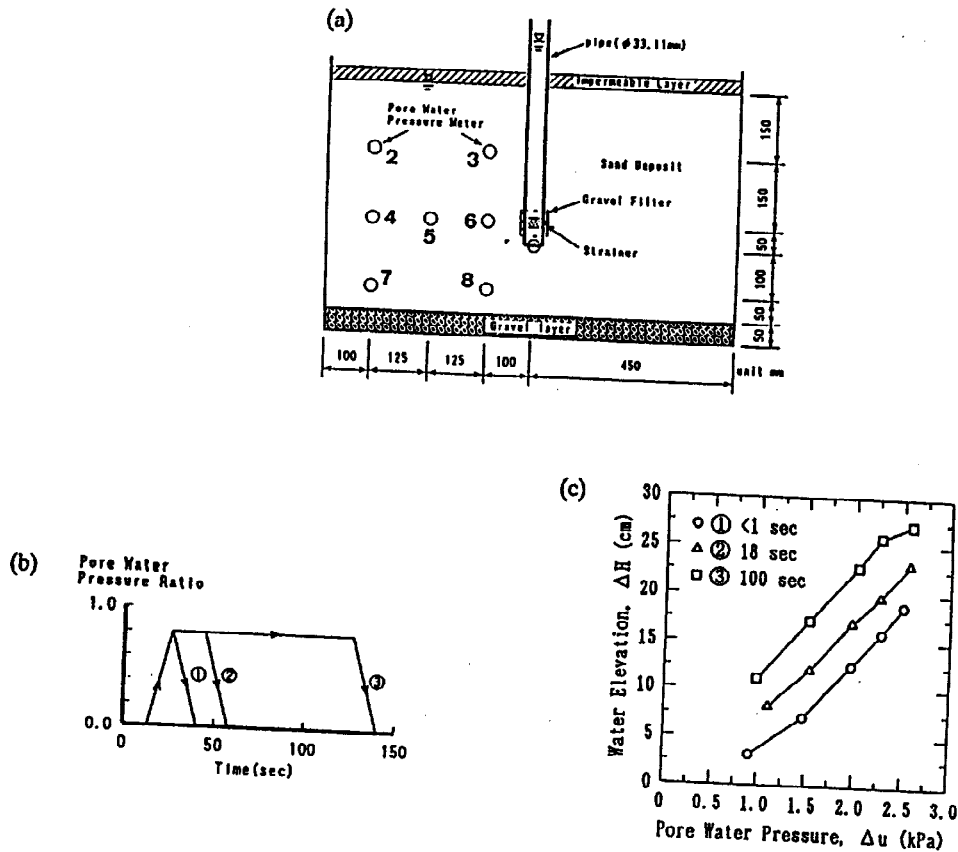 (a)
pipe(φ33.11mm)
Impermeable Layer
Pore Water
Pressure Meter
2
3
Sand Deposit
150
4
5
6
Gravel Filter
Strainer
150
50
7
8
100
Gravel layer
50
50
100
125
125
100
450
unit mm
(b)
Pore Water
Pressure Ratio
1.0
0.0
① ② ③
0 50 100 150
Time(sec)
(c)
Water Elevation, ΔH (cm)
30
25
20
15
10
5
0
① <1 sec
② 18 sec
③ 100 sec
0 0.5 1.0 1.5 2.0 2.5 3.0
Pore Water Pressure, Δu (kPa)